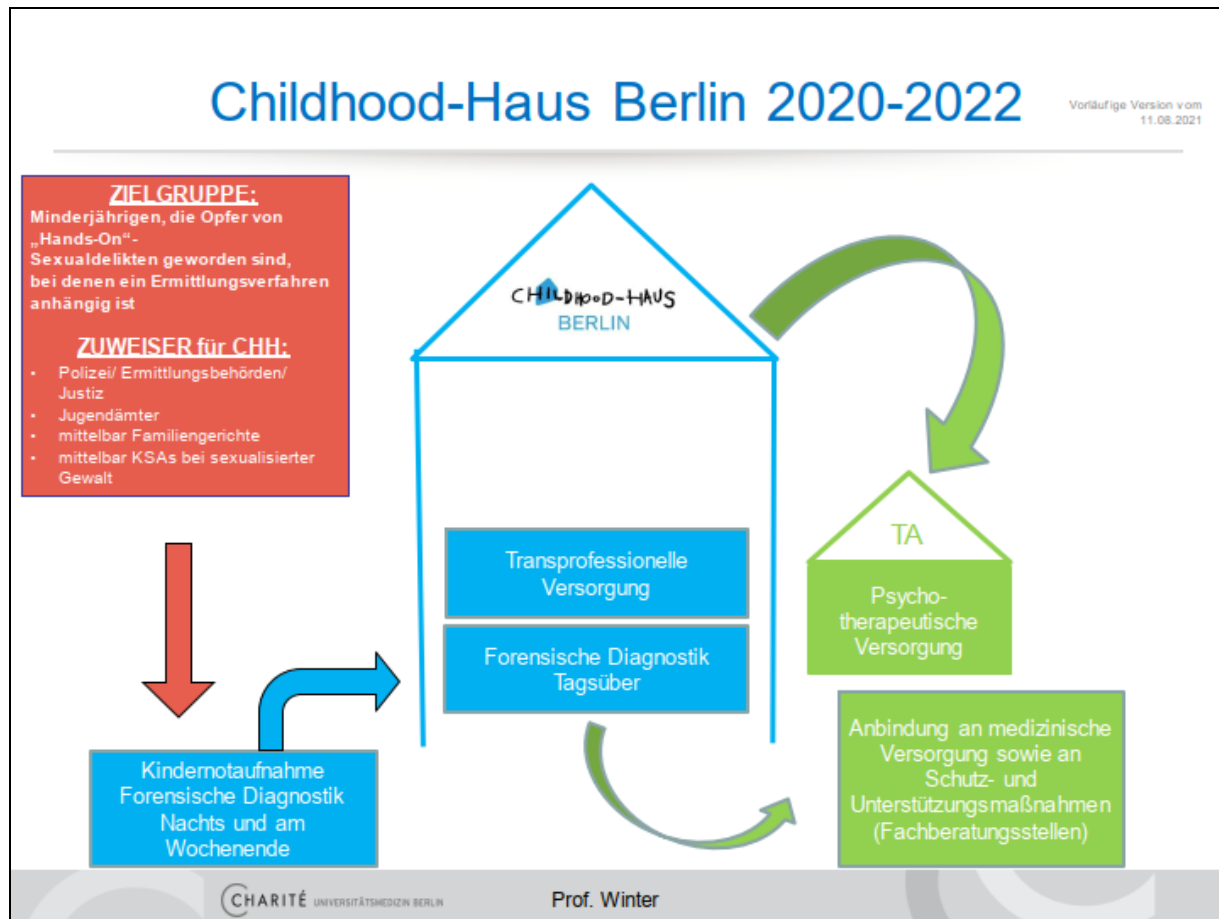 Childhood-Haus Berlin 2020-2022
Vorläufige Version vom
11.08.2021
ZIELGRUPPE:
Minderjährigen, die Opfer von
„Hands-On“-
Sexualdelikten geworden sind,
bei denen ein Ermittlungsverfahren
anhängig ist
ZUWEISER für CHH:
• Polizei/ Ermittlungsbehörden/
Justiz
• Jugendämter
• mittelbar Familiengerichte
• mittelbar KSAs bei sexualisierter
Gewalt
CHILDHOOD-HAUS
BERLIN
Transprofessionelle
Versorgung
Forensische Diagnostik
Tagsüber
TA
Psycho-
therapeutische
Versorgung
Kindernotaufnahme
Forensische Diagnostik
Nachts und am
Wochenende
Anbindung an medizinische
Versorgung sowie an
Schutz- und
Unterstützungsmaßnahmen
(Fachberatungsstellen)
CHARITÉ UNIVERSITÄTSMEDIZIN BERLIN
Prof. Winter